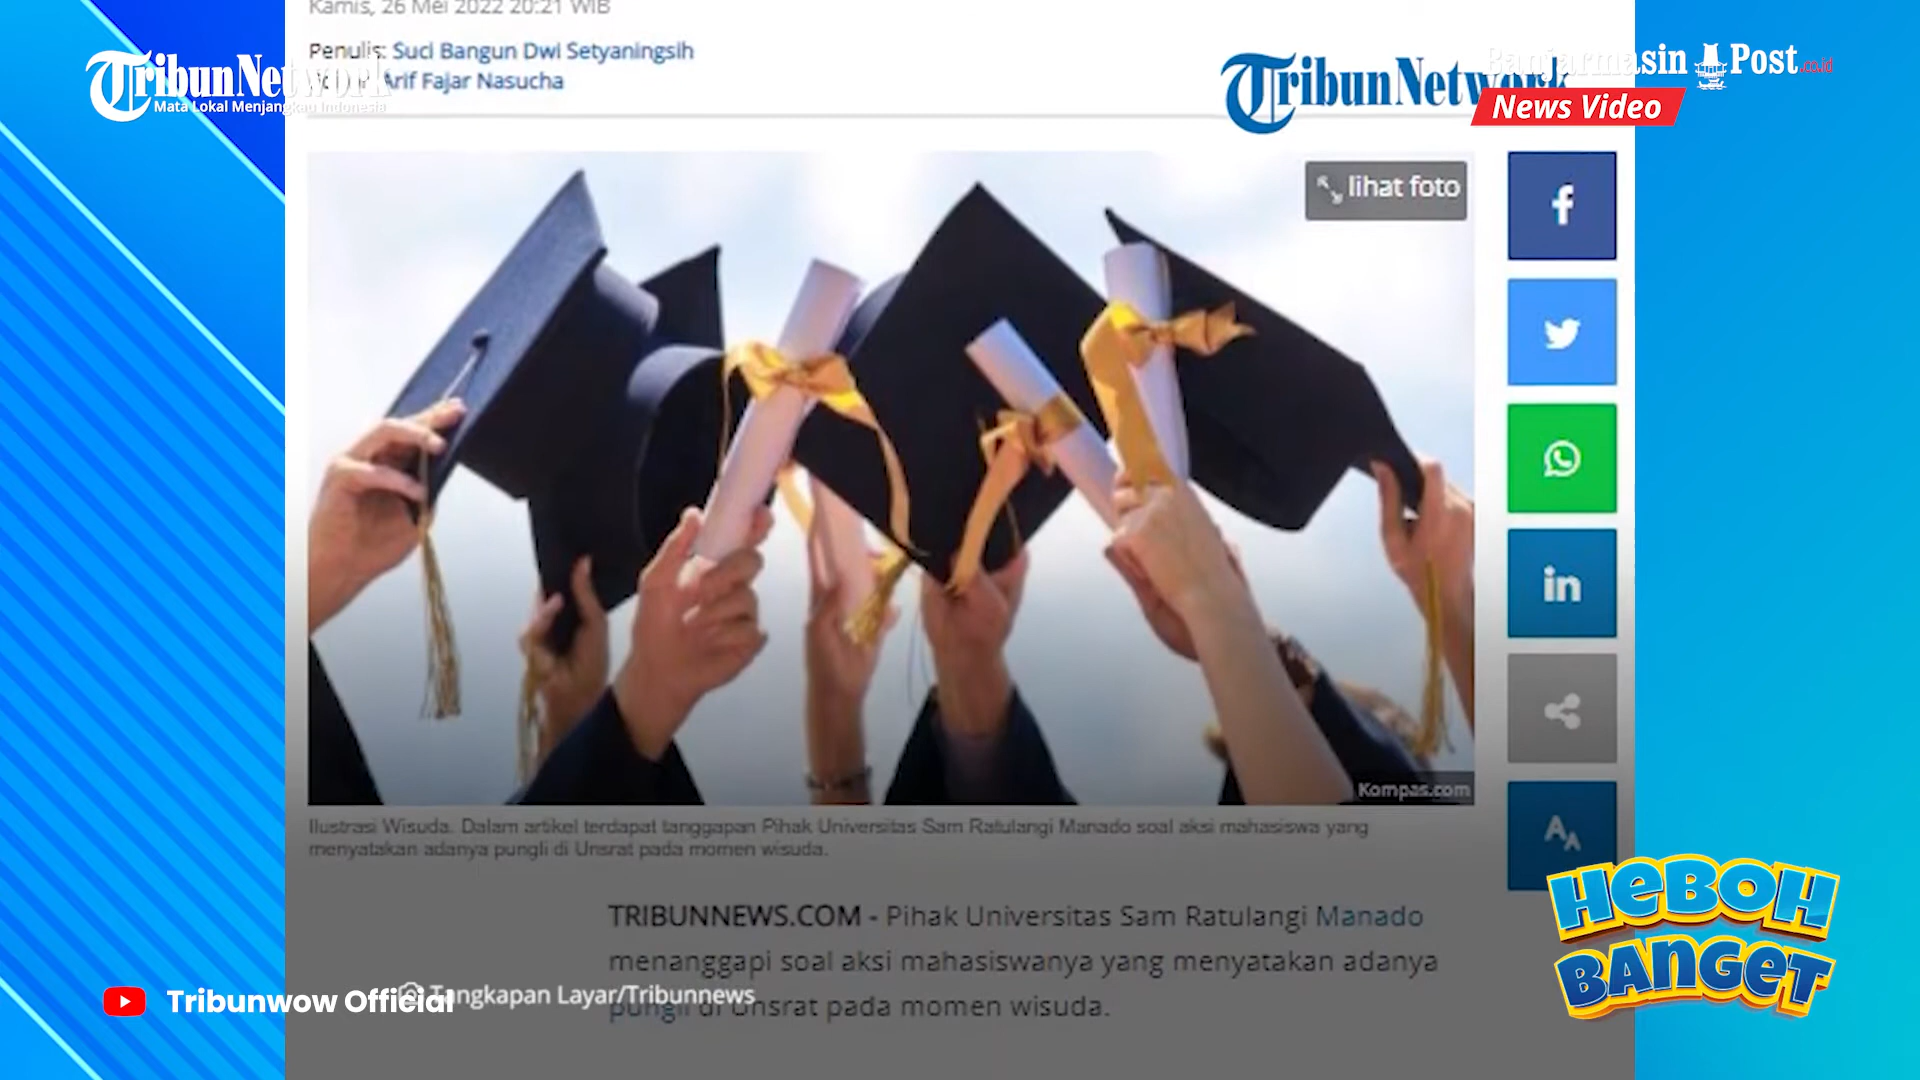 Kamis, 26 Mei 2022 20:21 WIB
Penulis: Suci Bangun Dwi Setyaningsih
Arif Fajar Nasucha
TribunNetwork
Mata Lokal Menjangkau Indonesia
TribunNetwork
Banjarmasin Post.co.id
News Video
lihat foto
Kompas.com
Ilustrasi Wisuda. Dalam artikel terdapat tanggapan Pihak Universitas Sam Ratulangi Manado soal aksi mahasiswa yang
menyatakan adanya pungli di Unsrat pada momen wisuda.
TRIBUNNEWS.COM - Pihak Universitas Sam Ratulangi Manado
menanggapi soal aksi mahasiswanya yang menyatakan adanya
pungli di Unsrat pada momen wisuda.
Tribunwow Official
Tangkapan Layar/Tribunnews
HEBOH
BANGET